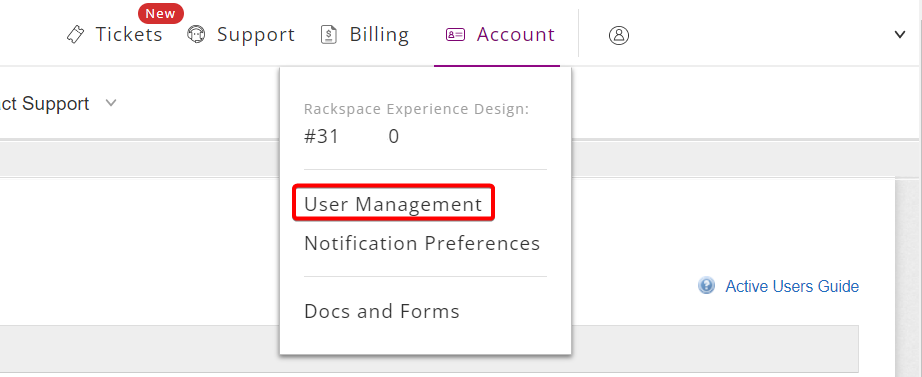 New
Tickets Support Billing Account
ct Support
Rackspace Experience Design:
#31 0
User Management
Notification Preferences
Active Users Guide
Docs and Forms